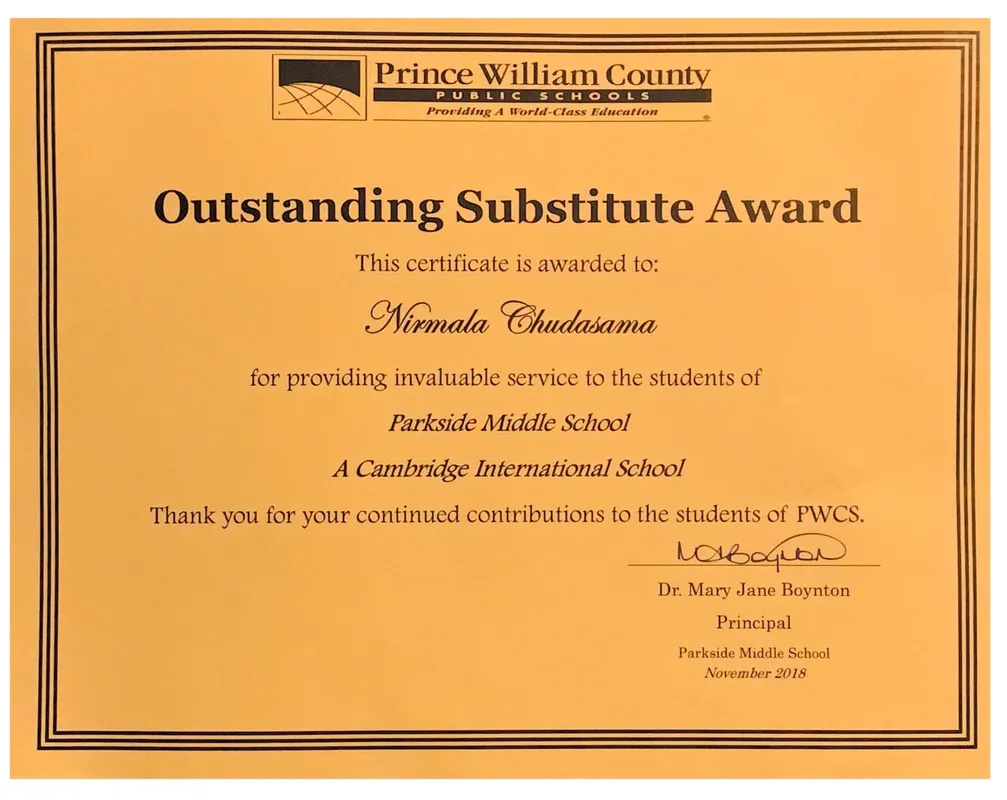 Prince William County
PUBLIC SCHOOLS
Providing A World-Class Education
Outstanding Substitute Award
This certificate is awarded to:
Nirmala Chudasama
for providing invaluable service to the students of
Parkside Middle School
A Cambridge International School
Thank you for your continued contributions to the students of PWCS.
MJBoynton
Dr. Mary Jane Boynton
Principal
Parkside Middle School
November 2018